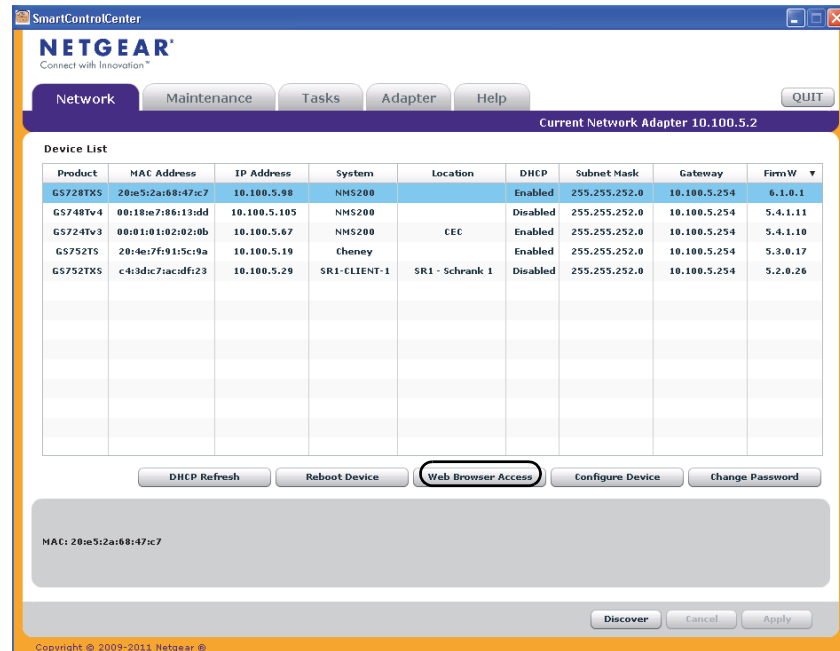 SmartControlCenter
NETGEAR®
Connect with Innovation™
Network Maintenance Tasks Adapter Help QUIT
Current Network Adapter 10.100.5.2
Device List
Product MAC Address IP Address System Location DHCP Subnet Mask Gateway FirmW ▼
GS728TXS 20:e5:2a:68:47:c7 10.100.5.98 NMS200 Enabled 255.255.252.0 10.100.5.254 6.1.0.1
GS748Tv4 00:18:e7:86:13:dd 10.100.5.105 NMS200 Disabled 255.255.252.0 10.100.5.254 5.4.1.11
GS724Tv3 00:01:01:02:02:0b 10.100.5.67 NMS200 CEC Enabled 255.255.252.0 10.100.5.254 5.4.1.10
GS752TS 20:4e:7f:91:5c:9a 10.100.5.19 Cheney Enabled 255.255.252.0 10.100.5.254 5.3.0.17
GS752TXS c4:3d:c7:ac:df:23 10.100.5.29 SR1-CLIENT-1 SR1 - Schrank 1 Disabled 255.255.252.0 10.100.5.254 5.2.0.26
DHCP Refresh Reboot Device Web Browser Access Configure Device Change Password
MAC: 20:e5:2a:68:47:c7
Discover Cancel Apply
Copyright © 2009-2011 Netgear ®